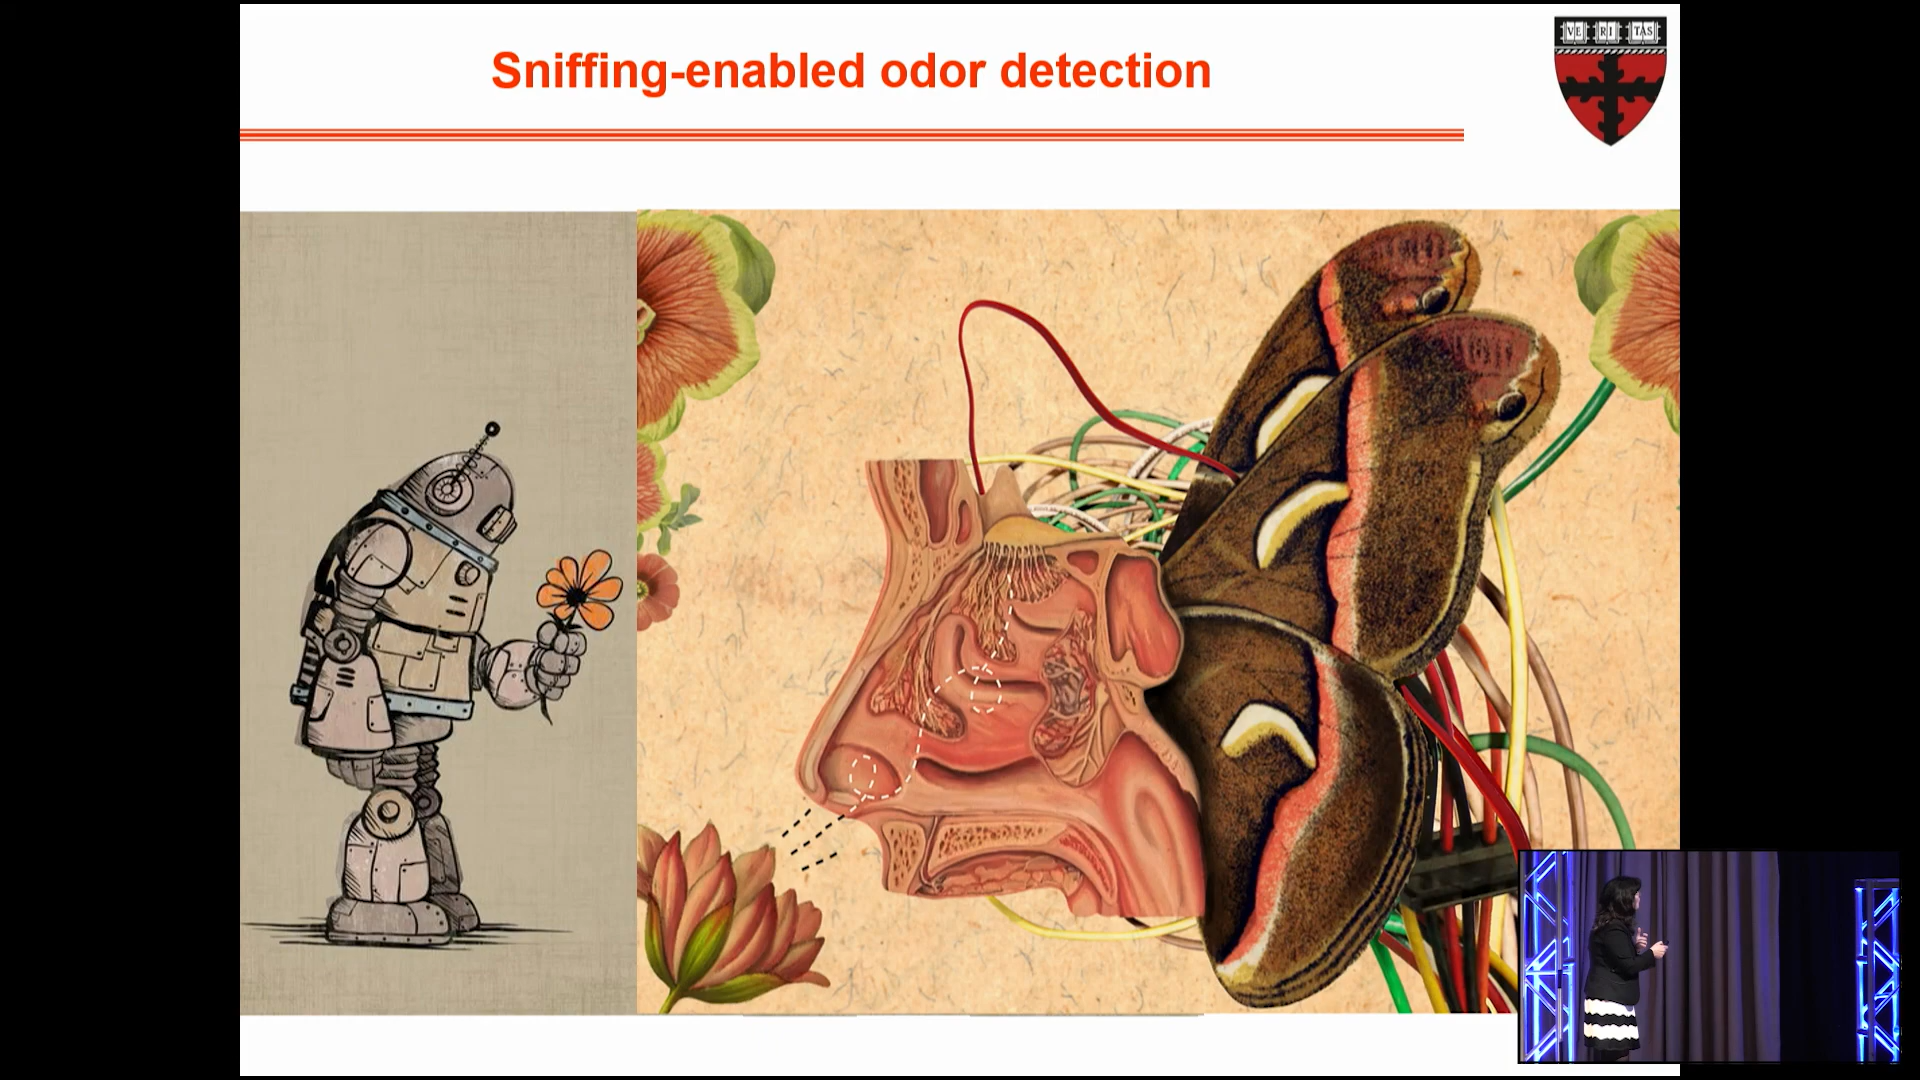 Sniffing-enabled odor detection
VE RI TAS